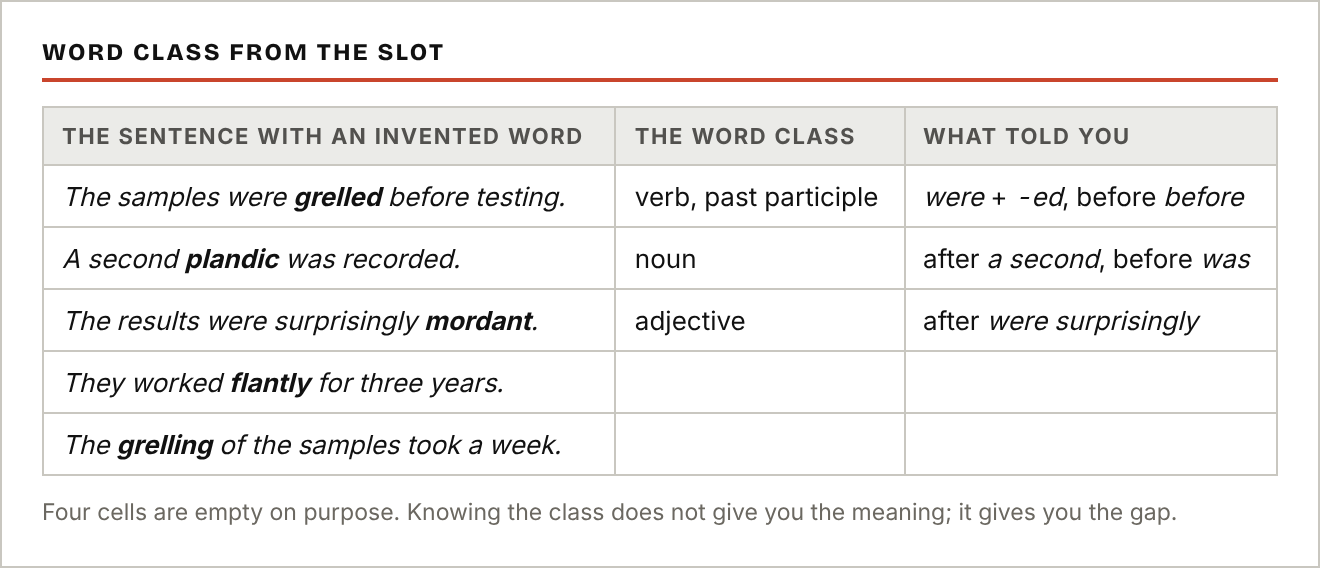 WORD CLASS FROM THE SLOT
THE SENTENCE WITH AN INVENTED WORD THE WORD CLASS WHAT TOLD YOU
The samples were grelled before testing. verb, past participle were + -ed, before before
A second plandic was recorded. noun after a second, before was
The results were surprisingly mordant. adjective after were surprisingly
They worked flantly for three years.
The grelling of the samples took a week.
Four cells are empty on purpose. Knowing the class does not give you the meaning; it gives you the gap.